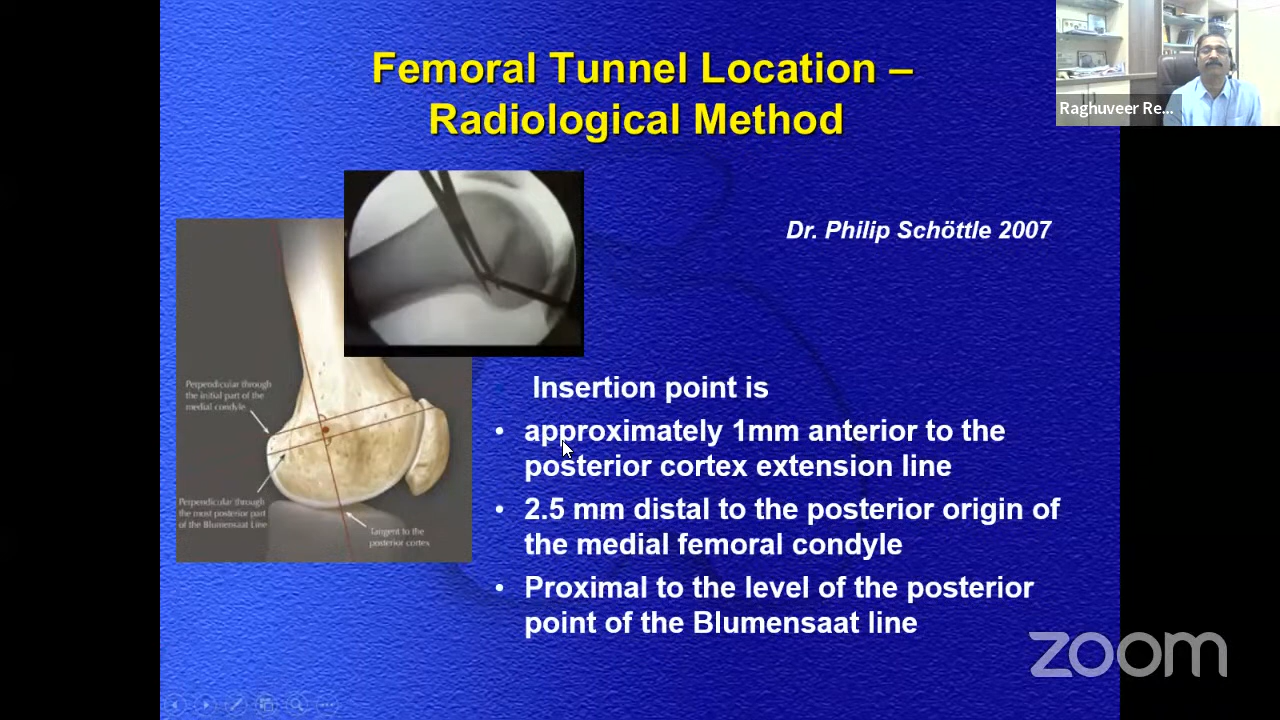 Femoral Tunnel Location –
Radiological Method
Raghuveer Re...
Dr. Philip Schöttle 2007
Perpendicular through
the initial part of the
medial condyle
Perpendicular through
the most posterior part
of the Blumensaat Line
Tangent to the
posterior cortex
Insertion point is
• approximately 1mm anterior to the
posterior cortex extension line
• 2.5 mm distal to the posterior origin of
the medial femoral condyle
• Proximal to the level of the posterior
point of the Blumensaat line
zoom